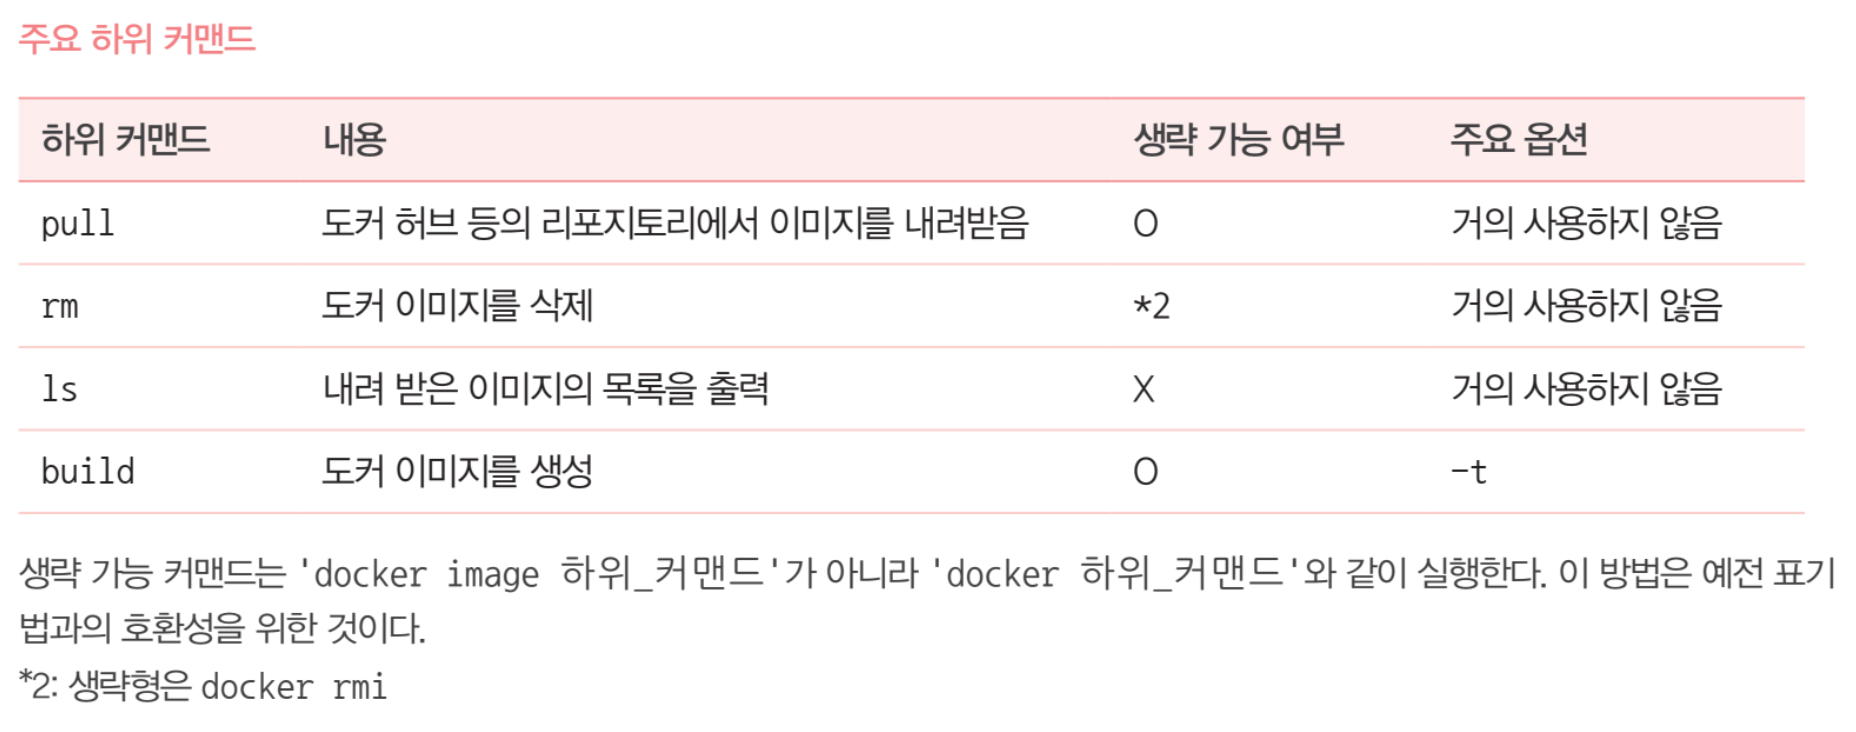 주요 하위 커맨드
하위 커맨드 내용 생략 가능 여부 주요 옵션
pull 도커 허브 등의 리포지토리에서 이미지를 내려받음 O 거의 사용하지 않음
rm 도커 이미지를 삭제 *2 거의 사용하지 않음
ls 내려 받은 이미지의 목록을 출력 X 거의 사용하지 않음
build 도커 이미지를 생성 O -t
생략 가능 커맨드는 'docker image 하위_커맨드'가 아니라 'docker 하위_커맨드'와 같이 실행한다. 이 방법은 예전 표기
법과의 호환성을 위한 것이다.
*2: 생략형은 docker rmi